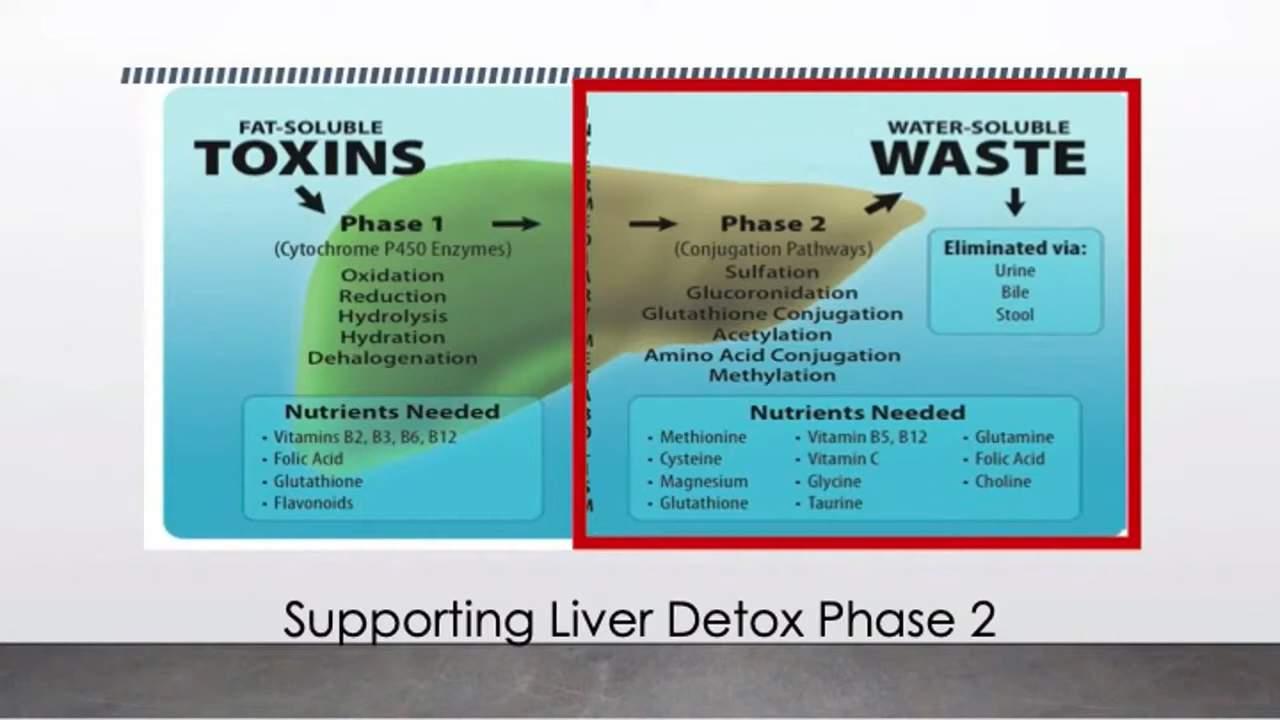 FAT-SOLUBLE
TOXINS
Phase 1
(Cytochrome P450 Enzymes)
Oxidation
Reduction
Hydrolysis
Hydration
Dehalogenation
Nutrients Needed
• Vitamins B2, B3, B6, B12
• Folic Acid
• Glutathione
• Flavonoids
WATER-SOLUBLE
WASTE
Phase 2
(Conjugation Pathways)
Sulfation
Glucoronidation
Glutathione Conjugation
Acetylation
Amino Acid Conjugation
Methylation
Eliminated via:
Urine
Bile
Stool
Nutrients Needed
• Methionine
• Cysteine
• Magnesium
• Glutathione
• Vitamin B5, B12
• Vitamin C
• Glycine
• Taurine
• Glutamine
• Folic Acid
• Choline
Supporting Liver Detox Phase 2